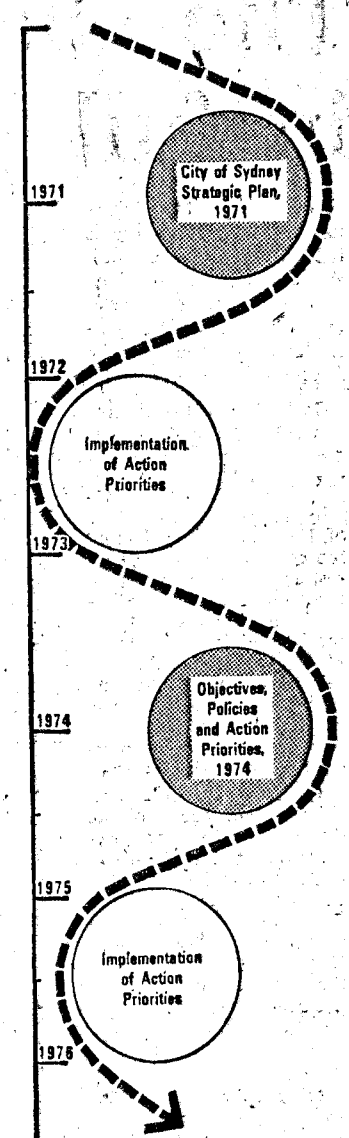 City of Sydney
Strategic Plan,
1971
1971
1972
Implementation
of Action
Priorities
1973
Objectives,
Policies
and Action
Priorities,
1974
1974
1975
Implementation
of Action
Priorities
1976